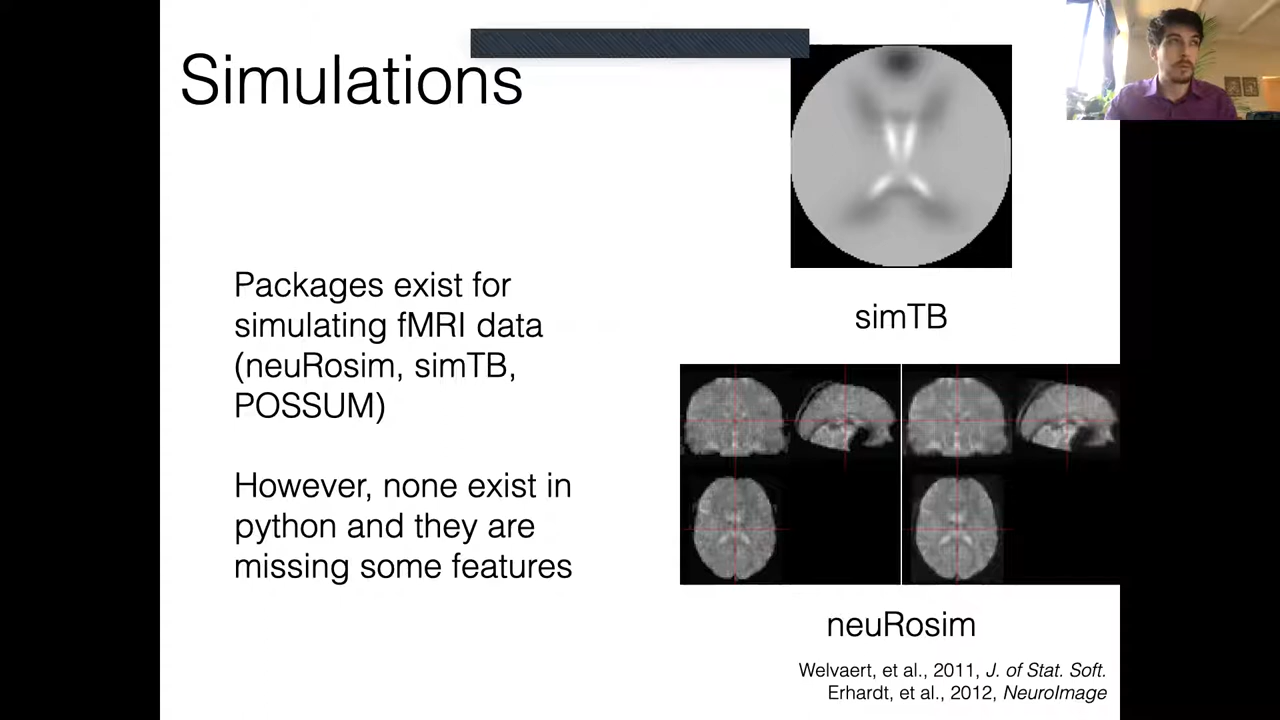 Simulations
Packages exist for
simulating fMRI data
(neuRosim, simTB,
POSSUM)
However, none exist in
python and they are
missing some features
simTB
neuRosim
Welvaert, et al., 2011, J. of Stat. Soft.
Erhardt, et al., 2012, NeuroImage